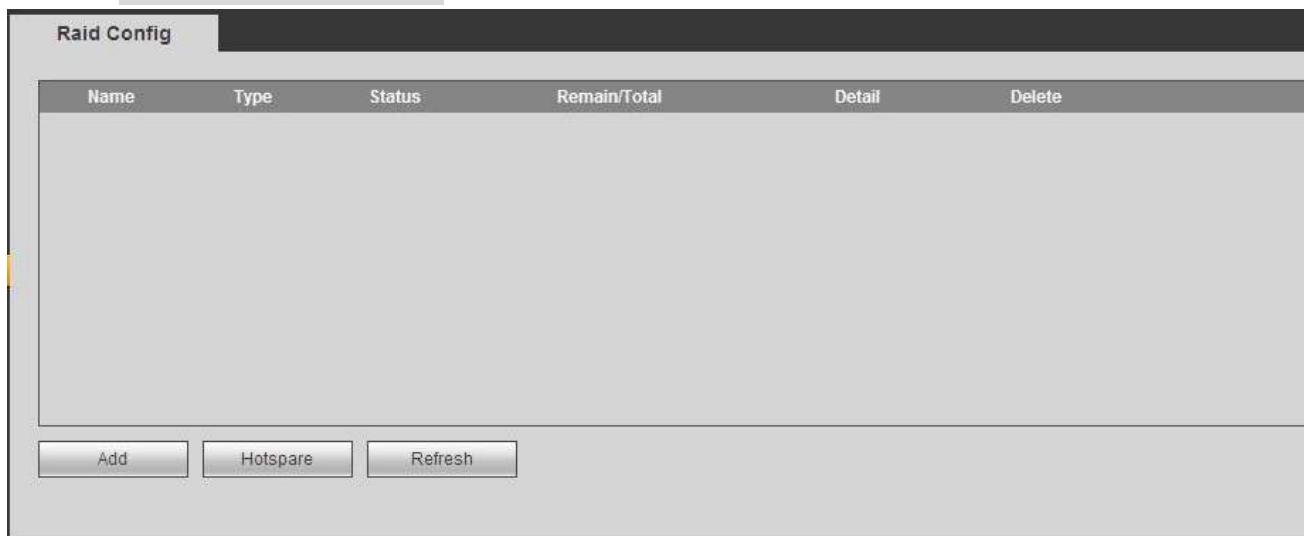 Raid Config
Name Type Status Remain/Total Detail Delete
Add Hotspare Refresh